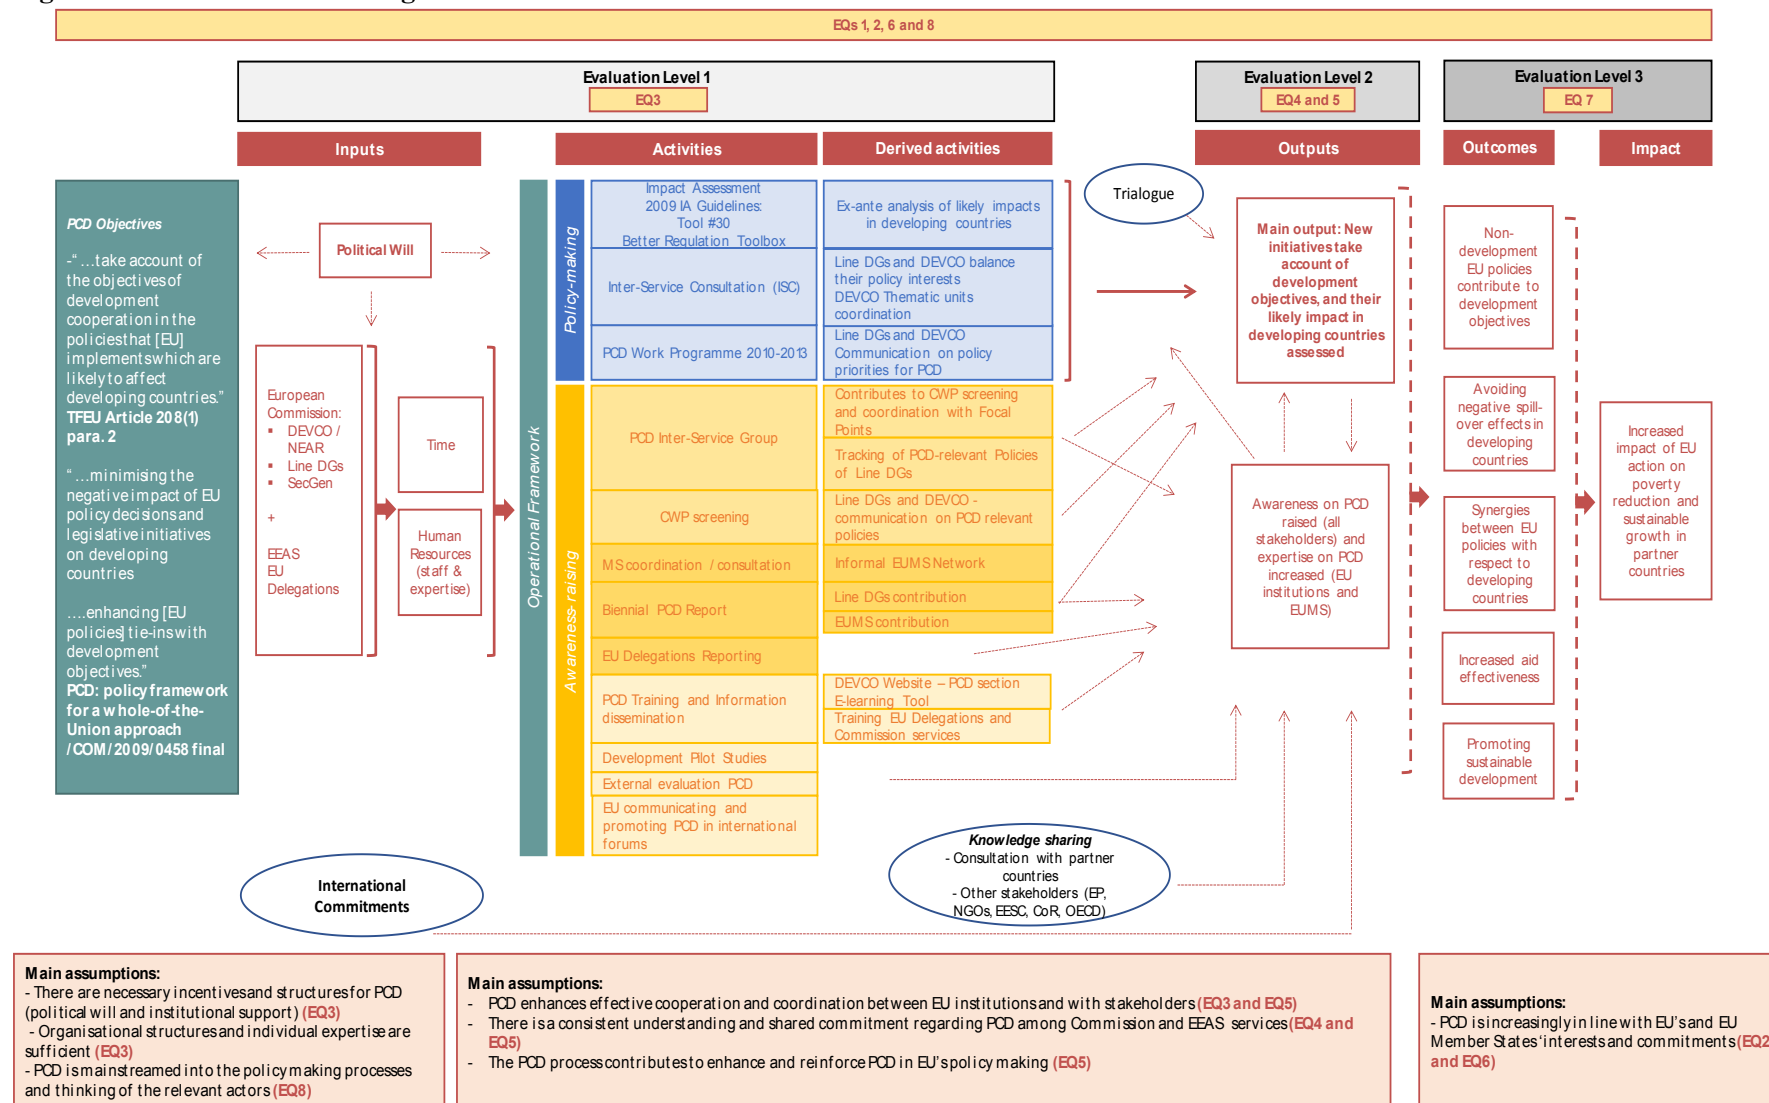 EQs 1, 2, 6 and 8
Evaluation Level 1
EQ3
Evaluation Level 2
EQ4 and 5
Evaluation Level 3
EQ 7
Inputs
Activities
Derived activities
Outputs
Outcomes
Impact
PCD Objectives
-“ …take account of
the objectives of
development
cooperation in the
policies that [EU]
implements which are
likely to affect
developing countries.”
TFEU Article 208(1)
para. 2
“ …minimising the
negative impact of EU
policy decisions and
legislative initiatives
on developing
countries
….enhancing [EU
policies] tie-ins with
development
objectives.”
PCD: policy framework
for a whole-of-the-
Union approach
/COM/2009/0458 final
Political Will
European
Commission:
▪ DEVCO /
NEAR
▪ Line DGs
▪ SecGen
+
EEAS
EU
Delegations
Time
Human
Resources
(staff &
expertise)
Operational Framework
Policy-making
Impact Assessment
2009 IA Guidelines:
Tool #30
Better Regulation Toolbox
Ex-ante analysis of likely impacts
in developing countries
Inter-Service Consultation (ISC)
Line DGs and DEVCO balance
their policy interests
DEVCO Thematic units
coordination
PCD Work Programme 2010-2013
Line DGs and DEVCO
Communication on policy
priorities for PCD
Awareness-raising
PCD Inter-Service Group
Contributes to CWP screening
and coordination with Focal
Points
Tracking of PCD-relevant Policies
of Line DGs
CWP screening
Line DGs and DEVCO -
communication on PCD relevant
policies
MS coordination / consultation
Informal EUMS Network
Biennial PCD Report
Line DGs contribution
EUMS contribution
EU Delegations Reporting
PCD Training and Information
dissemination
DEVCO Website – PCD section
E-learning Tool
Training EU Delegations and
Commission services
Development Pilot Studies
External evaluation PCD
EU communicating and
promoting PCD in international
forums
Trialogue
Main output: New
initiatives take
account of
development
objectives, and their
likely impact in
developing countries
assessed
Awareness on PCD
raised (all
stakeholders) and
expertise on PCD
increased (EU
institutions and
EUMS)
Non-
development
EU policies
contribute to
development
objectives
Avoiding
negative spill-
over effects in
developing
countries
Synergies
between EU
policies with
respect to
developing
countries
Increased aid
effectiveness
Promoting
sustainable
development
Increased
impact of EU
action on
poverty
reduction and
sustainable
growth in
partner
countries
International
Commitments
Knowledge sharing
- Consultation with partner
countries
- Other stakeholders (EP,
NGOs, EESC, CoR, OECD)
Main assumptions:
- There are necessary incentives and structures for PCD
(political will and institutional support) (EQ3)
- Organisational structures and individual expertise are
sufficient (EQ3)
- PCD is mainstreamed into the policy making processes
and thinking of the relevant actors (EQ8)
Main assumptions:
- PCD enhances effective cooperation and coordination between EU institutions and with stakeholders (EQ3 and EQ5)
- There is a consistent understanding and shared commitment regarding PCD among Commission and EEAS services (EQ4 and
EQ5)
- The PCD process contributes to enhance and reinforce PCD in EU's policy making (EQ5)
Main assumptions:
- PCD is increasingly in line with EU's and EU
Member States' interests and commitments (EQ2
and EQ6)